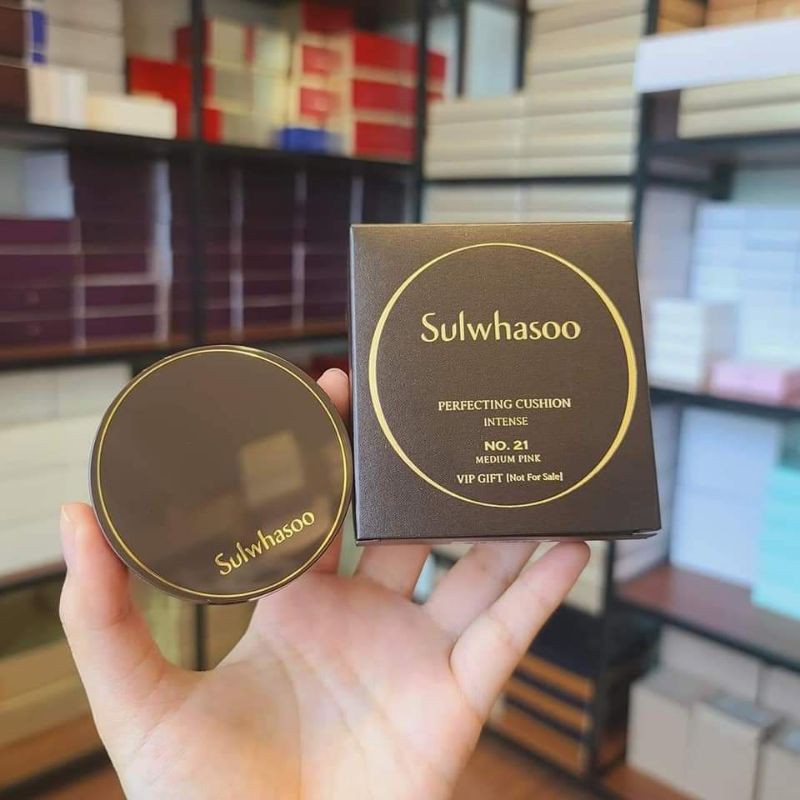 Sulwhasoo
PERFECTING CUSHION
INTENSE
NO. 21
MEDIUM PINK
VIP GIFT [Not For Sale]
Sulwhasoo